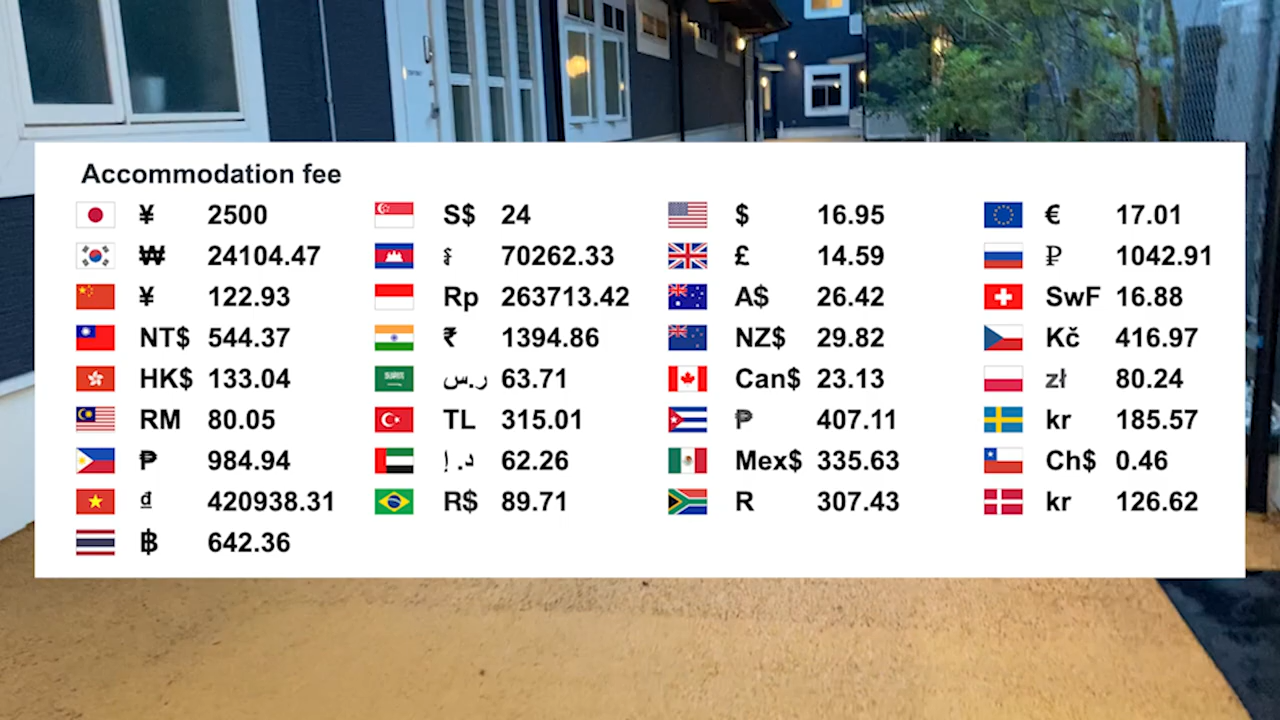 Accommodation fee
¥ 2500 S$ 24 $ 16.95 € 17.01
₩ 24104.47 ៛ 70262.33 £ 14.59 ₽ 1042.91
¥ 122.93 Rp 263713.42 A$ 26.42 SwF 16.88
NT$ 544.37 ₹ 1394.86 NZ$ 29.82 Kč 416.97
HK$ 133.04 ر.س 63.71 Can$ 23.13 zł 80.24
RM 80.05 TL 315.01 ₱ 407.11 kr 185.57
₱ 984.94 د.إ 62.26 Mex$ 335.63 Ch$ 0.46
₫ 420938.31 R$ 89.71 R 307.43 kr 126.62
฿ 642.36